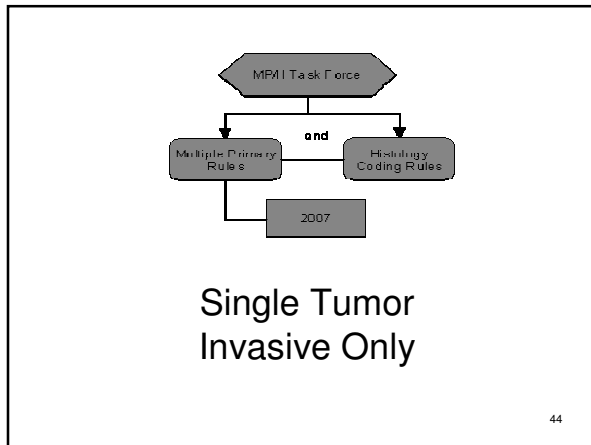 MP/H Task Force
and
Multiple Primary
Rules
Histology
Coding Rules
2007
Single Tumor
Invasive Only
44